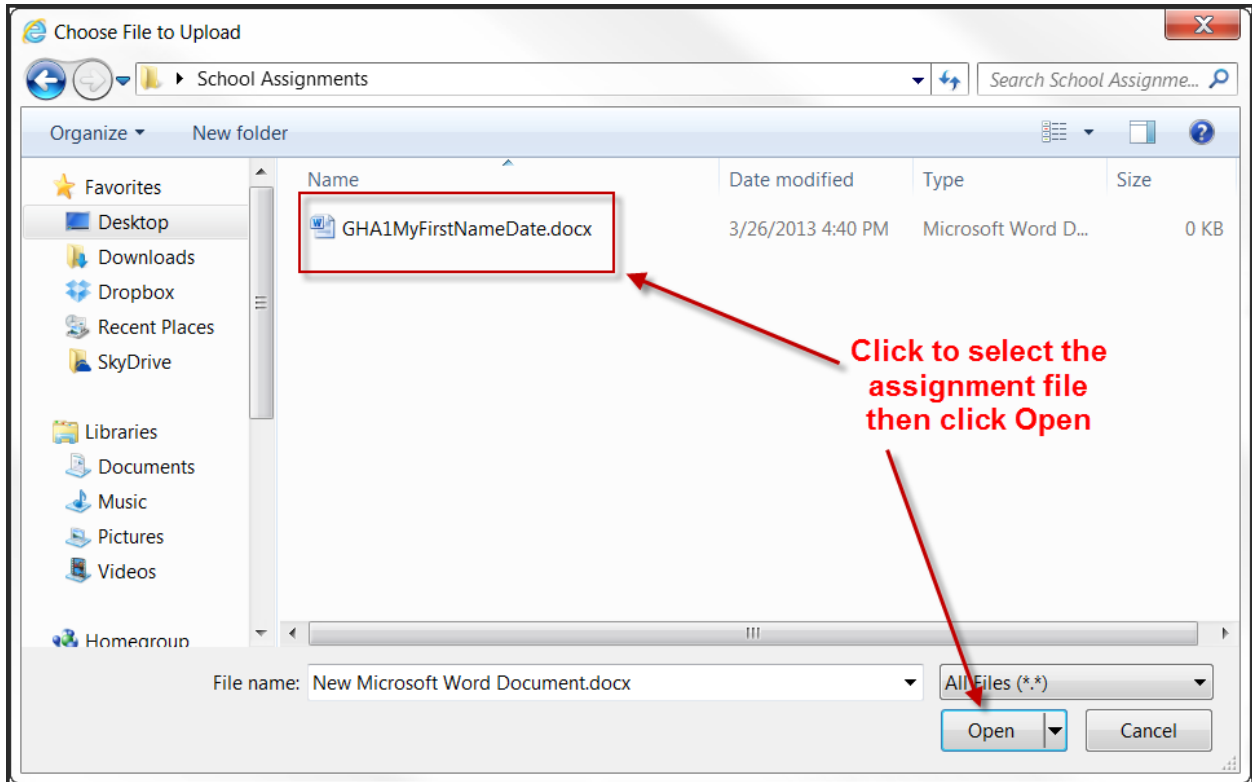 Choose File to Upload
School Assignments
Search School Assignme...
Organize
New folder
Name
Date modified
Type
Size
Favorites
Desktop
Downloads
Dropbox
Recent Places
SkyDrive
Libraries
Documents
Music
Pictures
Videos
Homegroup
GHA1MyFirstNameDate.docx
3/26/2013 4:40 PM
Microsoft Word D...
0 KB
Click to select the
assignment file
then click Open
File name:
New Microsoft Word Document.docx
All Files (*.*)
Open
Cancel